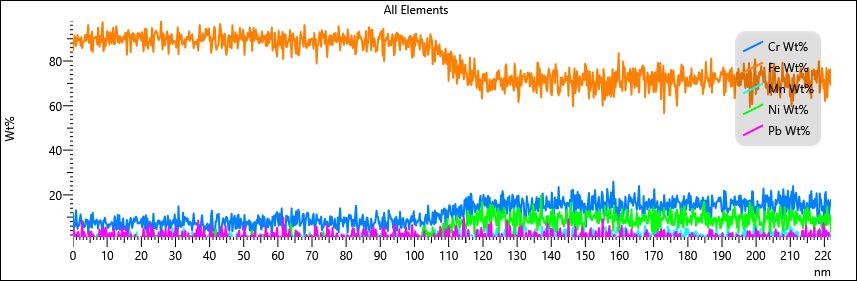 All Elements
Wt%
80
60
40
20
Cr Wt%
Fe Wt%
Mn Wt%
Ni Wt%
Pb Wt%
0 10 20 30 40 50 60 70 80 90 100 110 120 130 140 150 160 170 180 190 200 210 220
nm